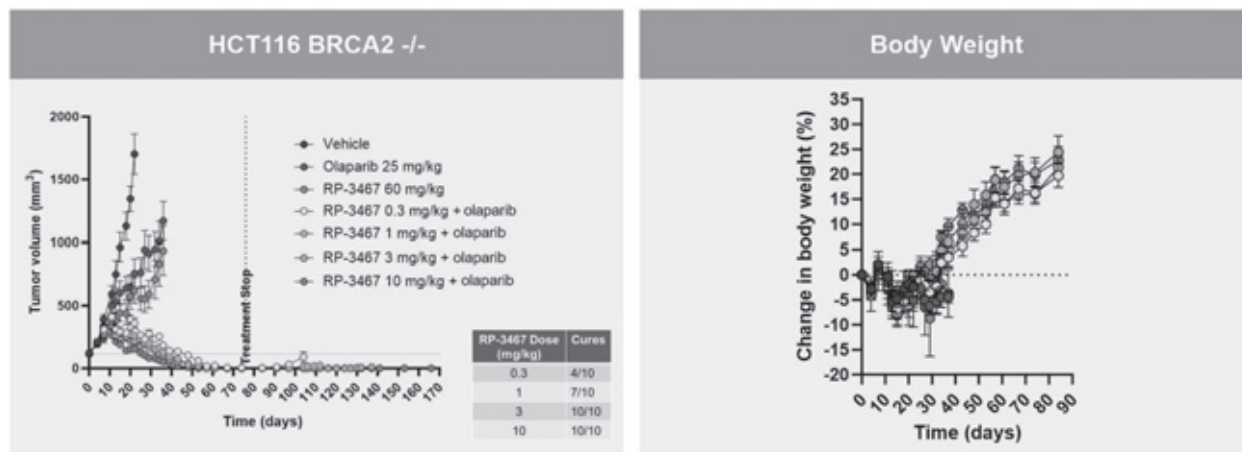 HCT116 BRCA2 -/-
Tumor volume (mm³)
2000
1500
1000
500
0
Vehicle
Olaparib 25 mg/kg
RP-3467 60 mg/kg
RP-3467 0.3 mg/kg + olaparib
RP-3467 1 mg/kg + olaparib
RP-3467 3 mg/kg + olaparib
RP-3467 10 mg/kg + olaparib
Treatment Stop
RP-3467 Dose (mg/kg) Cures
0.3 4/10
1 7/10
3 10/10
10 10/10
0 10 20 30 40 50 60 70 80 90 100 110 120 130 140 150 160 170
Time (days)
Body Weight
Change in body weight (%)
35
30
25
20
15
10
5
0
-5
-10
-15
-20
0 10 20 30 40 50 60 70 80 90
Time (days)